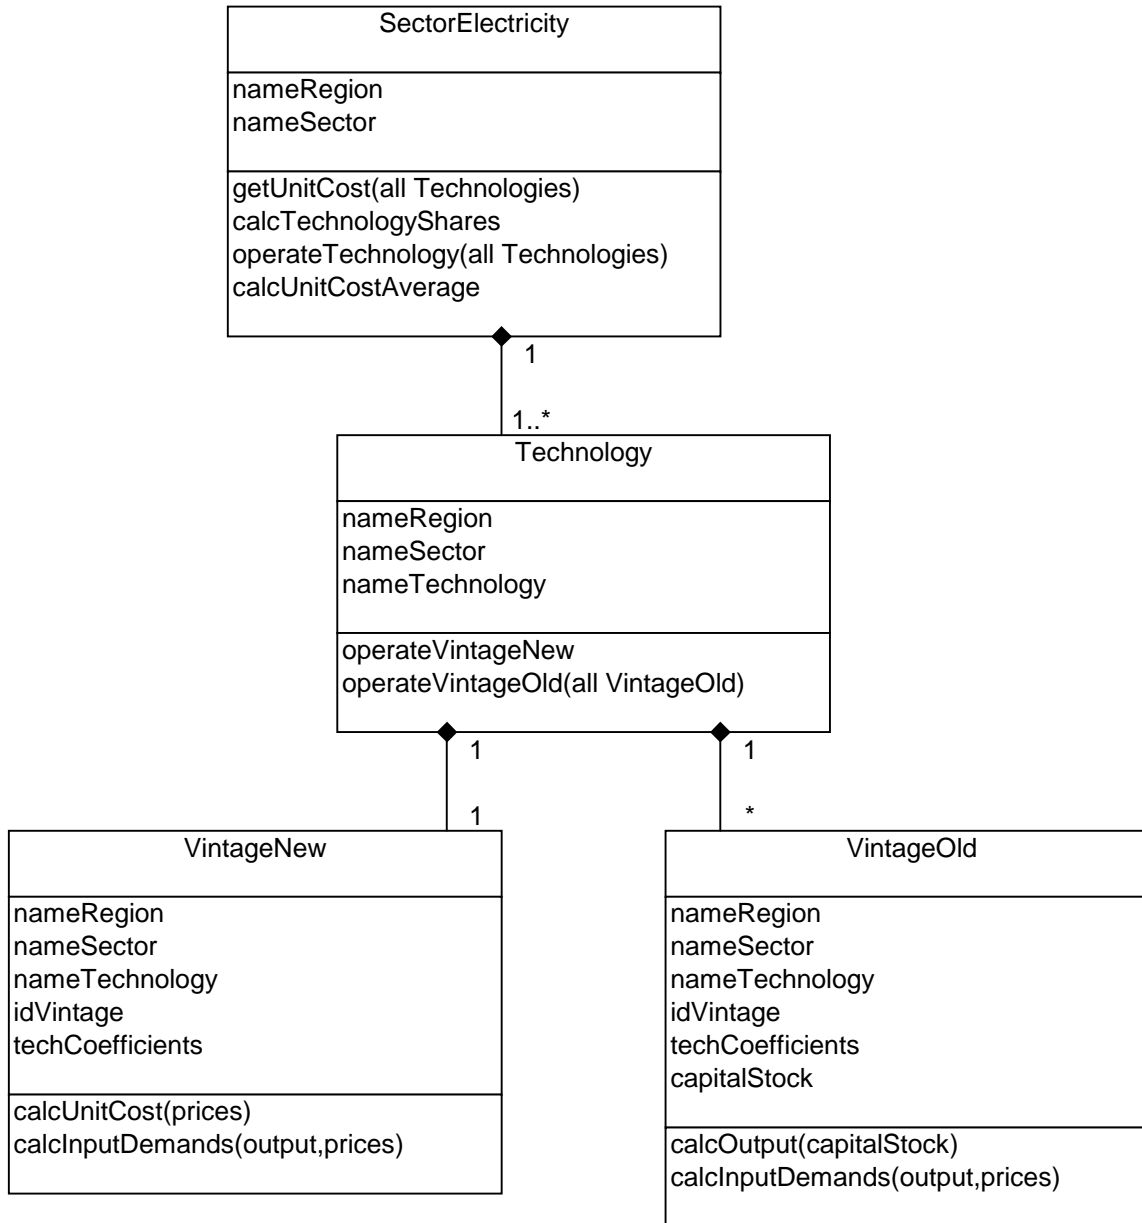 SectorElectricity
nameRegion
nameSector
getUnitCost(all Technologies)
calcTechnologyShares
operateTechnology(all Technologies)
calcUnitCostAverage
1
1..*
Technology
nameRegion
nameSector
nameTechnology
operateVintageNew
operateVintageOld(all VintageOld)
1
1
1
*
VintageNew
nameRegion
nameSector
nameTechnology
idVintage
techCoefficients
calcUnitCost(prices)
calcInputDemands(output,prices)
VintageOld
nameRegion
nameSector
nameTechnology
idVintage
techCoefficients
capitalStock
calcOutput(capitalStock)
calcInputDemands(output,prices)